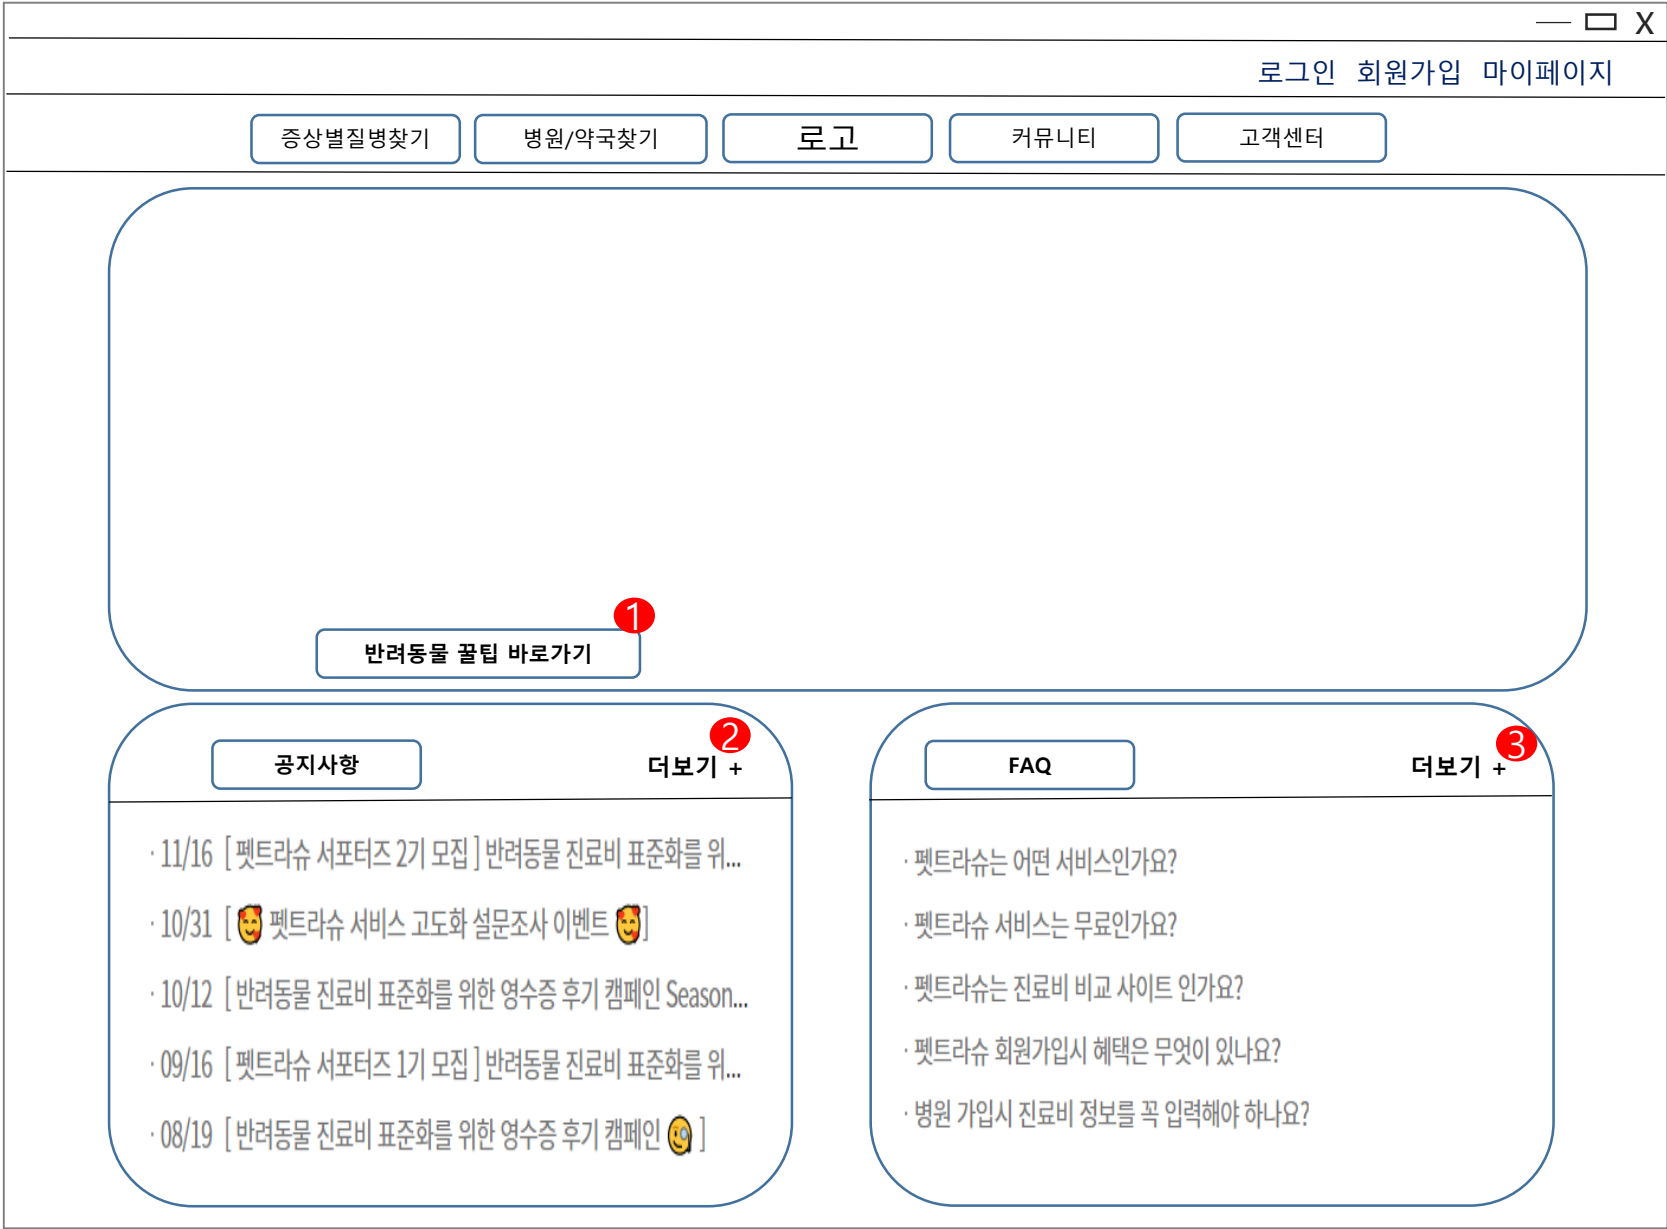 X
로그인 회원가입 마이페이지
증상별질병찾기 병원/약국찾기 로고 커뮤니티 고객센터
1
반려동물 꿀팁 바로가기
2
공지사항 더보기 +
· 11/16 [ 펫트라슈 서포터즈 2기 모집 ] 반려동물 진료비 표준화를 위...
· 10/31 [ 🥰 펫트라슈 서비스 고도화 설문조사 이벤트 🥰 ]
· 10/12 [ 반려동물 진료비 표준화를 위한 영수증 후기 캠페인 Season...
· 09/16 [ 펫트라슈 서포터즈 1기 모집 ] 반려동물 진료비 표준화를 위...
· 08/19 [ 반려동물 진료비 표준화를 위한 영수증 후기 캠페인 🧐 ]
3
FAQ 더보기 +
· 펫트라슈는 어떤 서비스인가요?
· 펫트라슈 서비스는 무료인가요?
· 펫트라슈는 진료비 비교 사이트 인가요?
· 펫트라슈 회원가입시 혜택은 무엇이 있나요?
· 병원 가입시 진료비 정보를 꼭 입력해야 하나요?